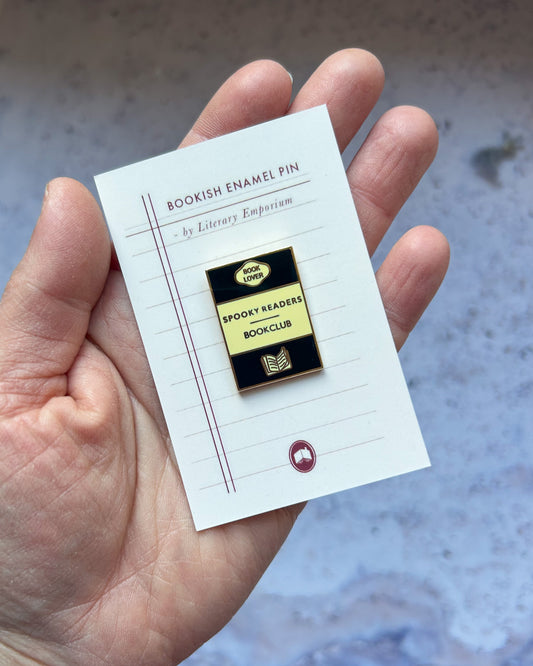 BOOKISH ENAMEL PIN
- by Literary Emporium
BOOK
LOVER
SPOOKY READERS
BOOKCLUB